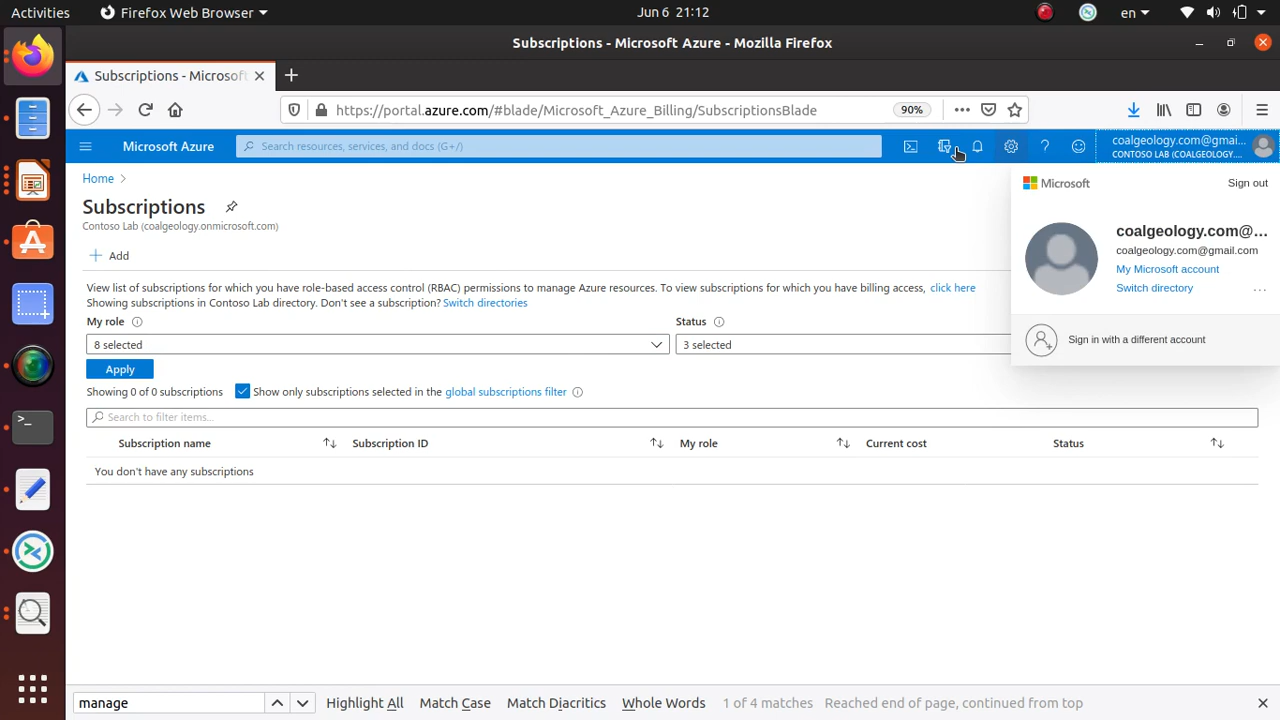 Activities
Firefox Web Browser
Jun 6 21:12
en
Subscriptions - Microsoft Azure - Mozilla Firefox
Subscriptions - Microsoft
https://portal.azure.com/#blade/Microsoft_Azure_Billing/SubscriptionsBlade
90%
Microsoft Azure
Search resources, services, and docs (G+/)
coalgeology.com@gmai...
CONTOSO LAB (COALGEOLOGY....
Home
Microsoft
Sign out
Subscriptions
Contoso Lab (coalgeology.onmicrosoft.com)
coalgeology.com@...
coalgeology.com@gmail.com
My Microsoft account
Switch directory
...
Sign in with a different account
Add
View list of subscriptions for which you have role-based access control (RBAC) permissions to manage Azure resources. To view subscriptions for which you have billing access, click here
Showing subscriptions in Contoso Lab directory. Don't see a subscription? Switch directories
My role
Status
8 selected
3 selected
Apply
Showing 0 of 0 subscriptions
Show only subscriptions selected in the global subscriptions filter
Search to filter items...
Subscription name
Subscription ID
My role
Current cost
Status
You don't have any subscriptions
manage
Highlight All
Match Case
Match Diacritics
Whole Words
1 of 4 matches
Reached end of page, continued from top